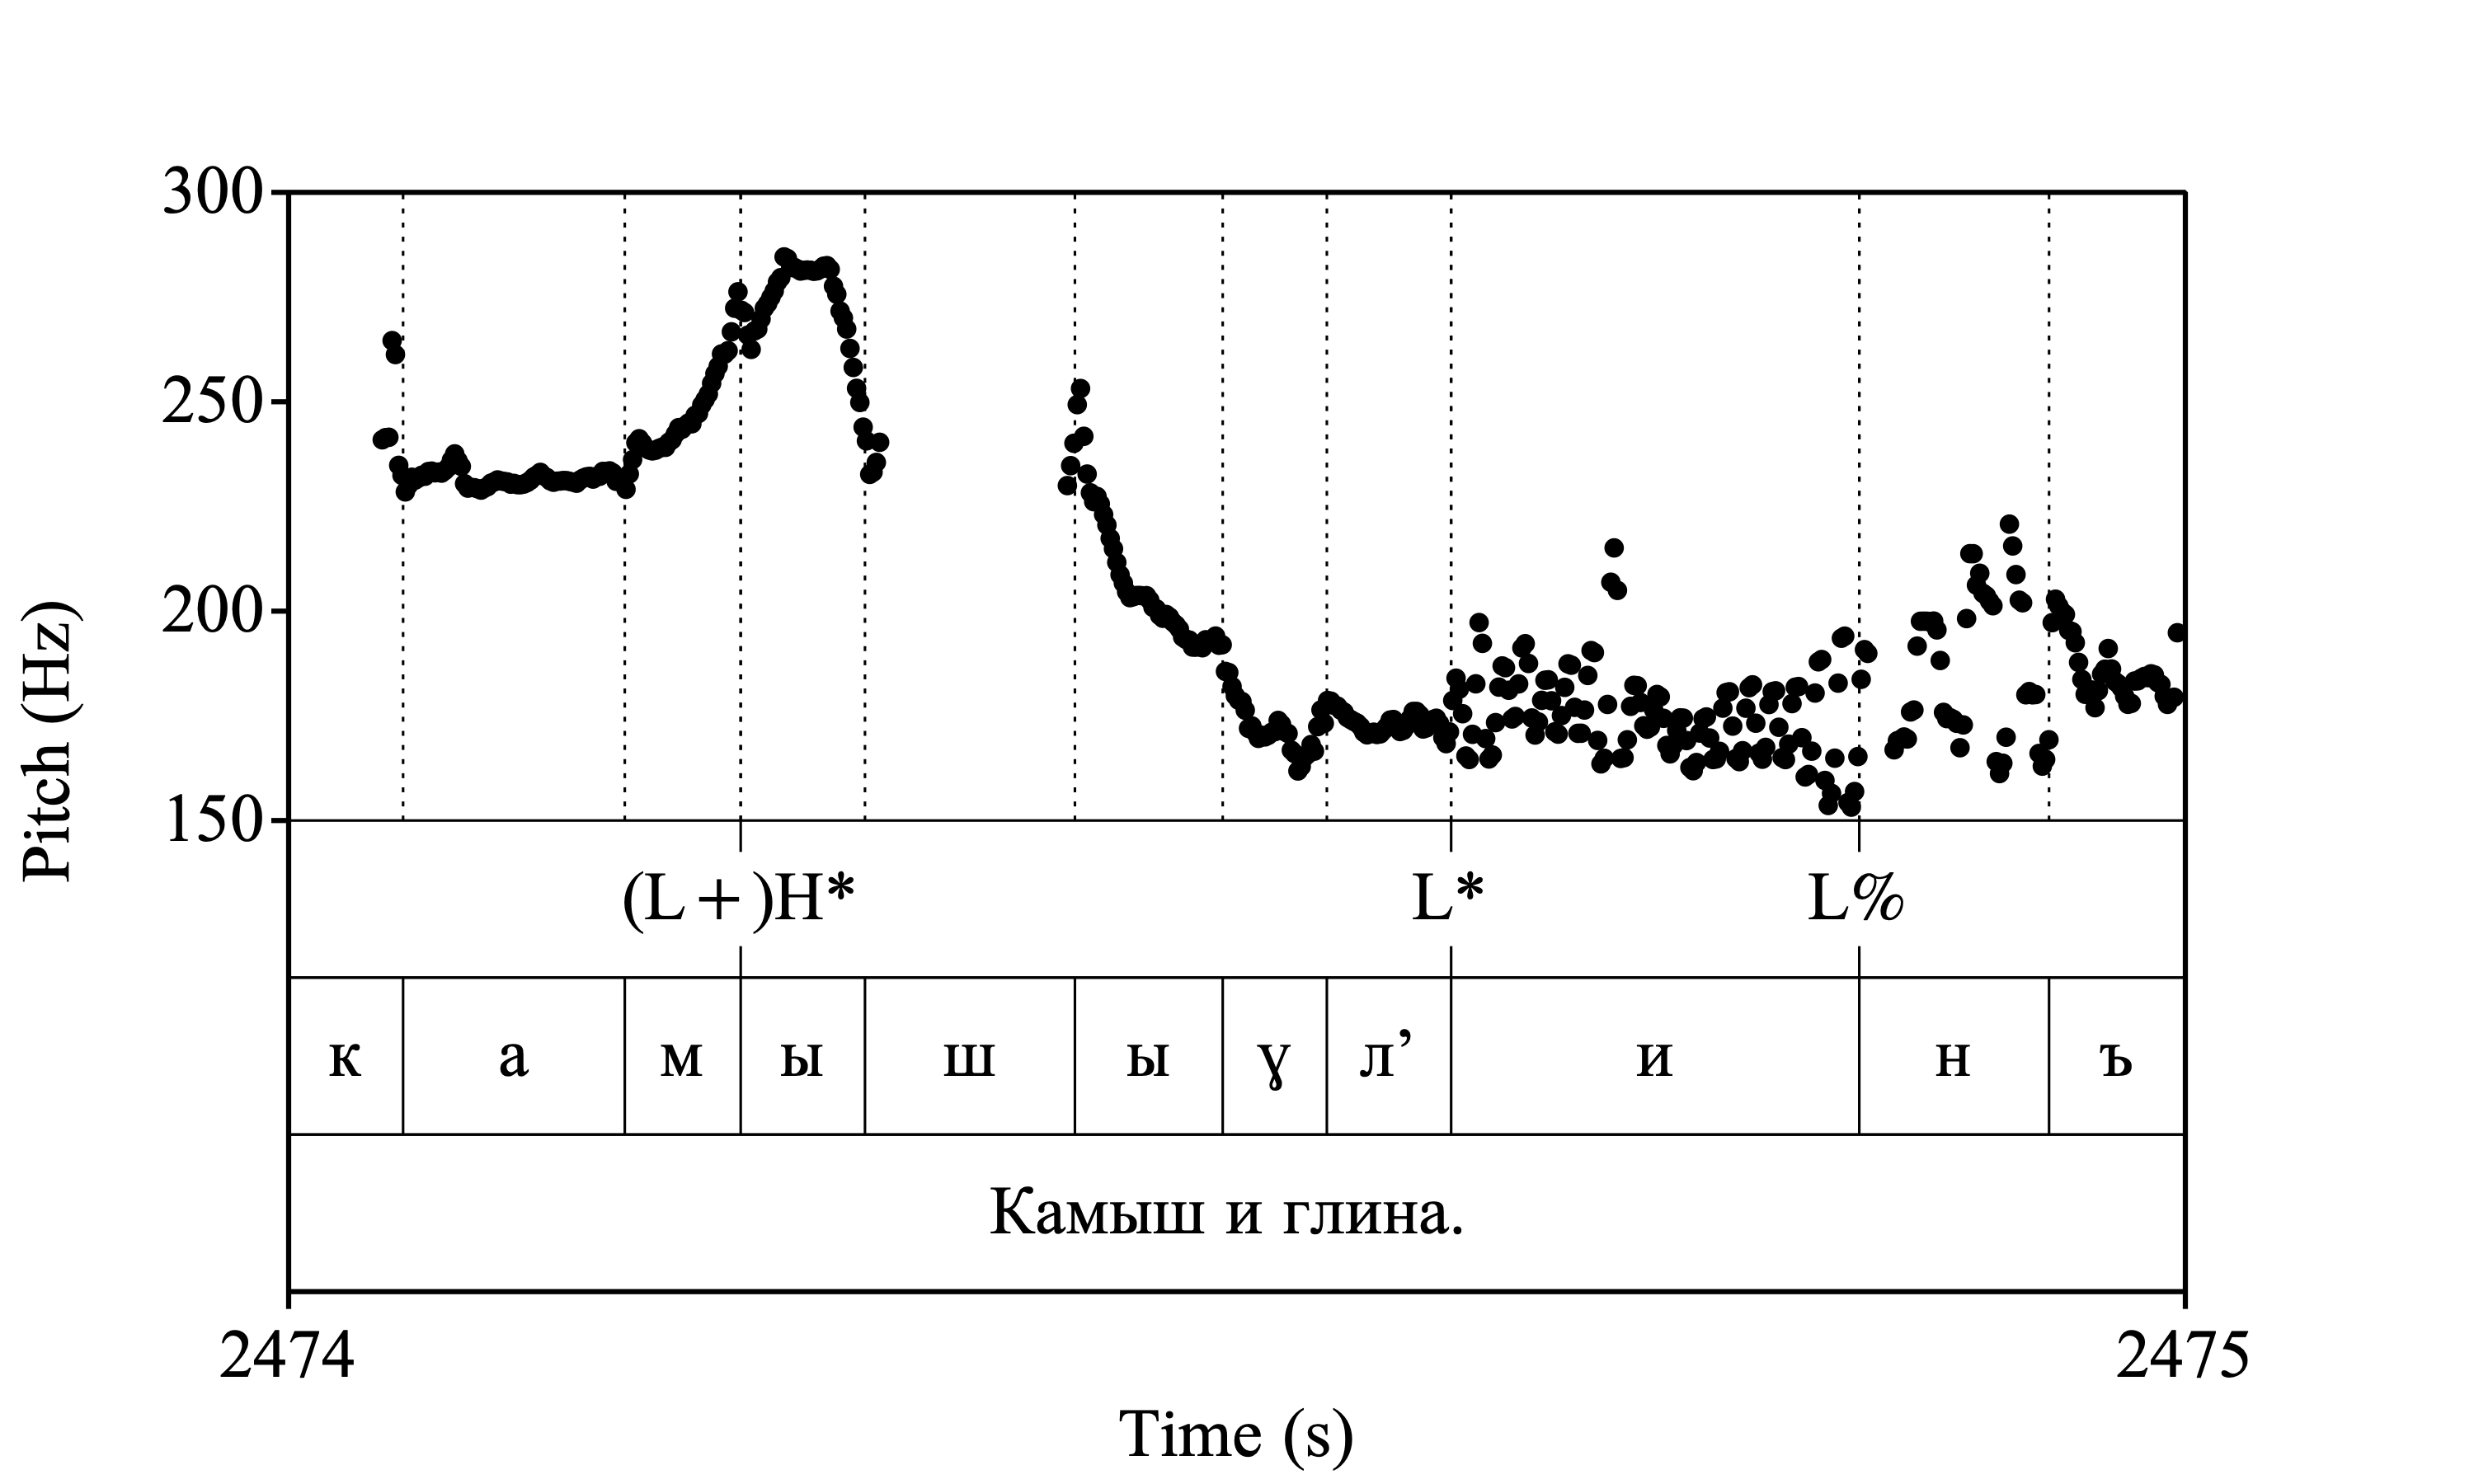 300
250
200
150
Pitch (Hz)
(L + )H* L* L%
к а м ы ш ы ɣ л’ и н ъ
Камыш и глина.
2474 2475
Time (s)